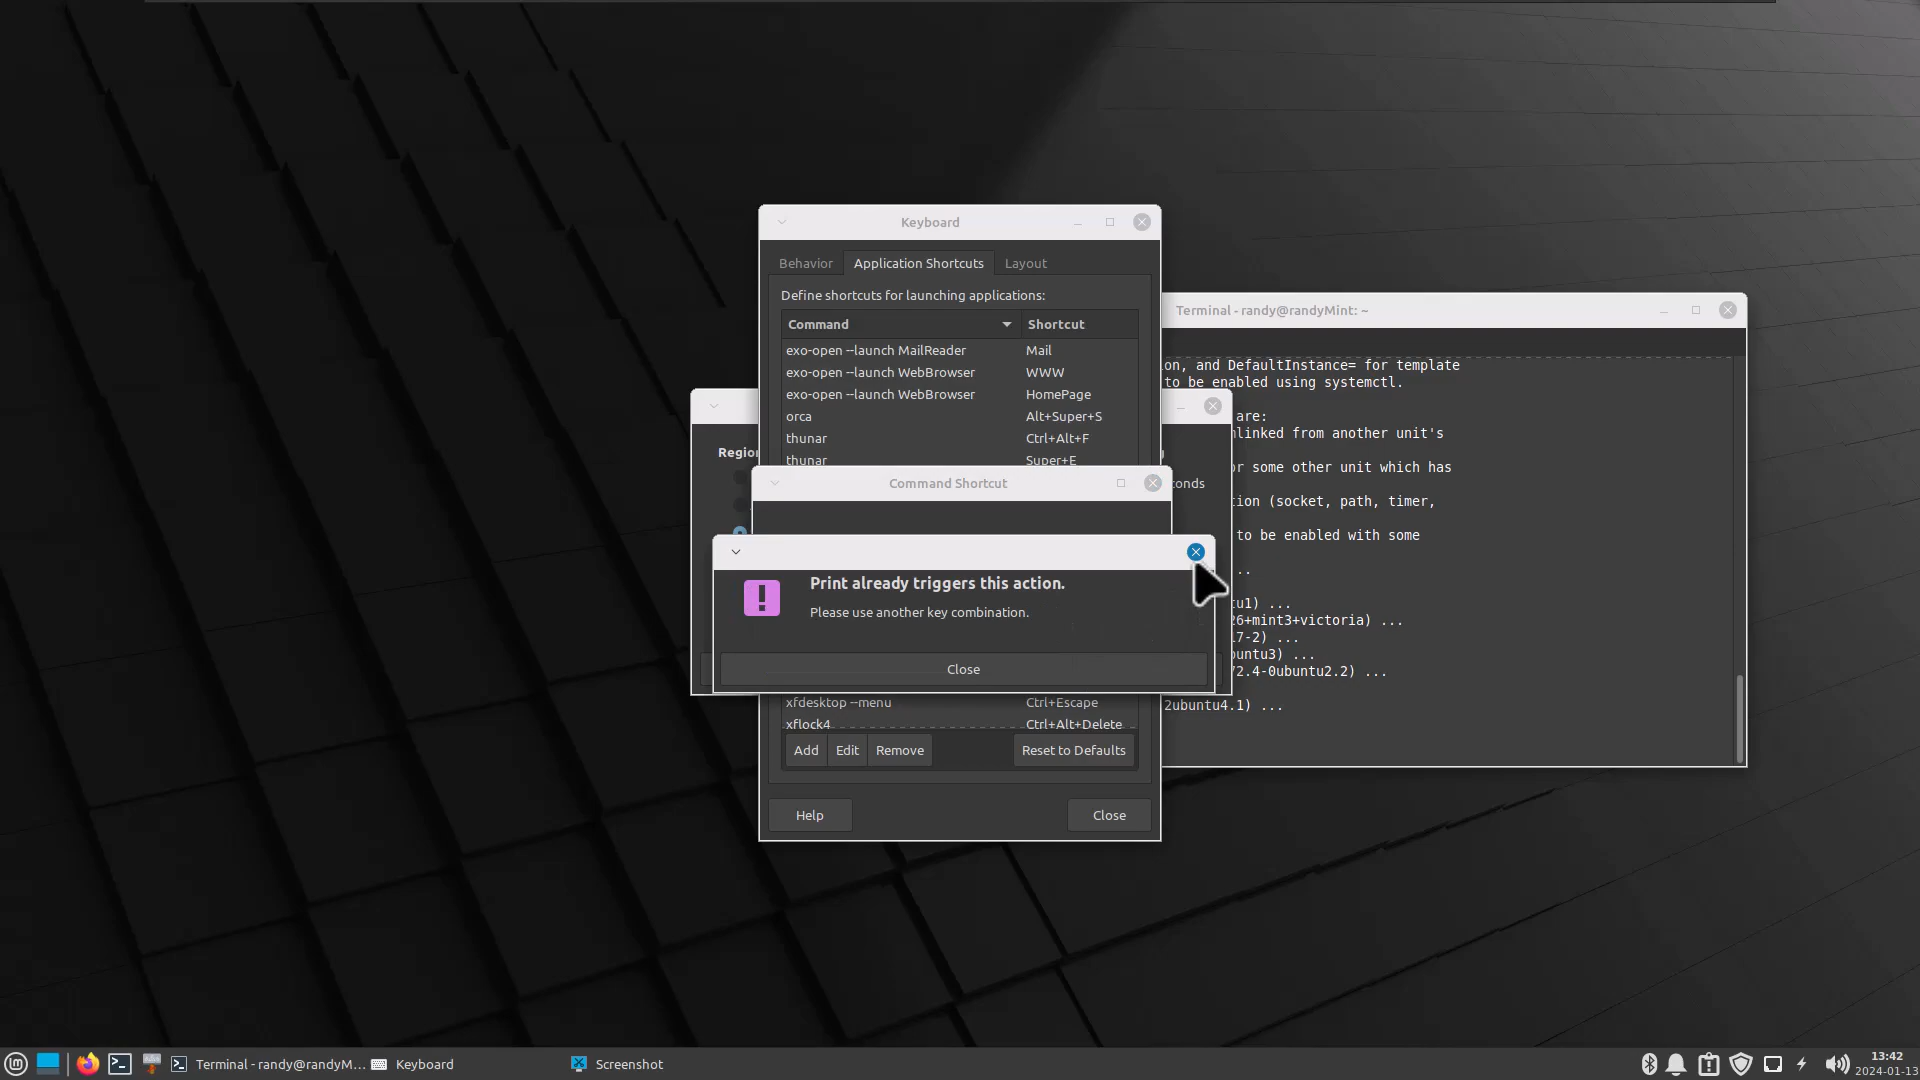 Keyboard
Behavior
Application Shortcuts
Layout
Define shortcuts for launching applications:
Command
Shortcut
exo-open --launch MailReader
Mail
exo-open --launch WebBrowser
WWW
exo-open --launch WebBrowser
HomePage
orca
Alt+Super+S
thunar
Ctrl+Alt+F
thunar
Super+E
Region
onds
Command Shortcut
Print already triggers this action.
Please use another key combination.
Close
xfdesktop --menu
Ctrl+Escape
xflock4
Ctrl+Alt+Delete
Add
Edit
Remove
Reset to Defaults
Help
Close
Terminal - randy@randyMint: ~
on, and DefaultInstance= for template
to be enabled using systemctl.
are:
linked from another unit's
r some other unit which has
ion (socket, path, timer,
to be enabled with some
..
tu1) ...
26+mint3+victoria) ...
7-2) ...
buntu3) ...
2.4-0ubuntu2.2) ...
2ubuntu4.1) ...
Terminal - randy@randyM...
Keyboard
Screenshot
13:42
2024-01-13